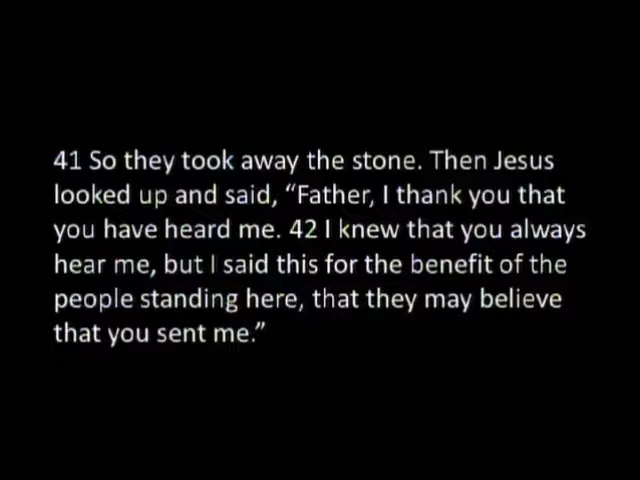 41 So they took away the stone. Then Jesus
looked up and said, “Father, I thank you that
you have heard me. 42 I knew that you always
hear me, but I said this for the benefit of the
people standing here, that they may believe
that you sent me.”